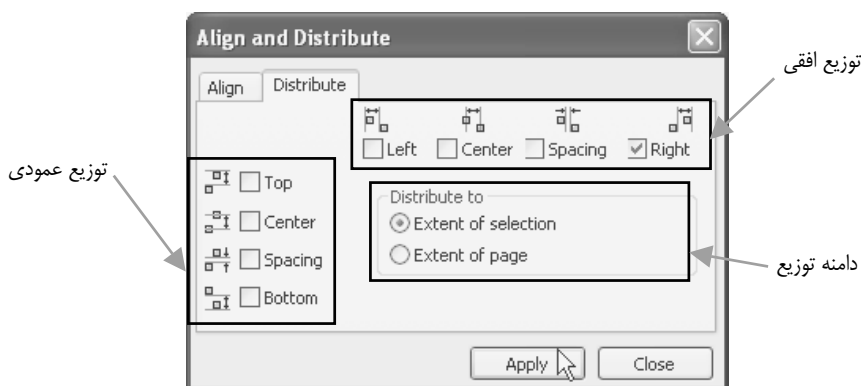 Align and Distribute
توزیع افقی
Align Distribute
Left Center Spacing Right
توزیع عمودی
Top
Distribute to
Center
Extent of selection
Spacing
Extent of page
دامنه توزیع
Bottom
Apply Close